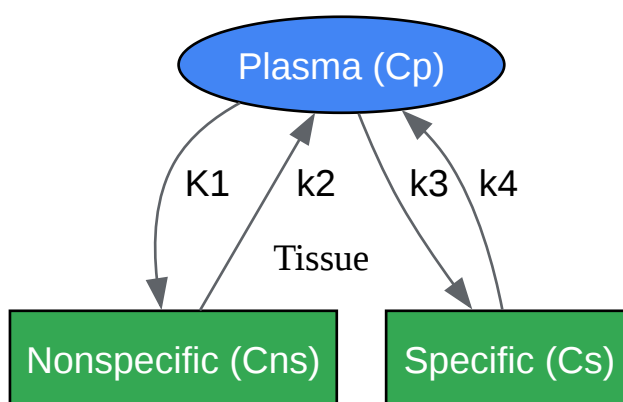 Plasma (Cp)
K1
k2
k3
k4
Tissue
Nonspecific (Cns)
Specific (Cs)